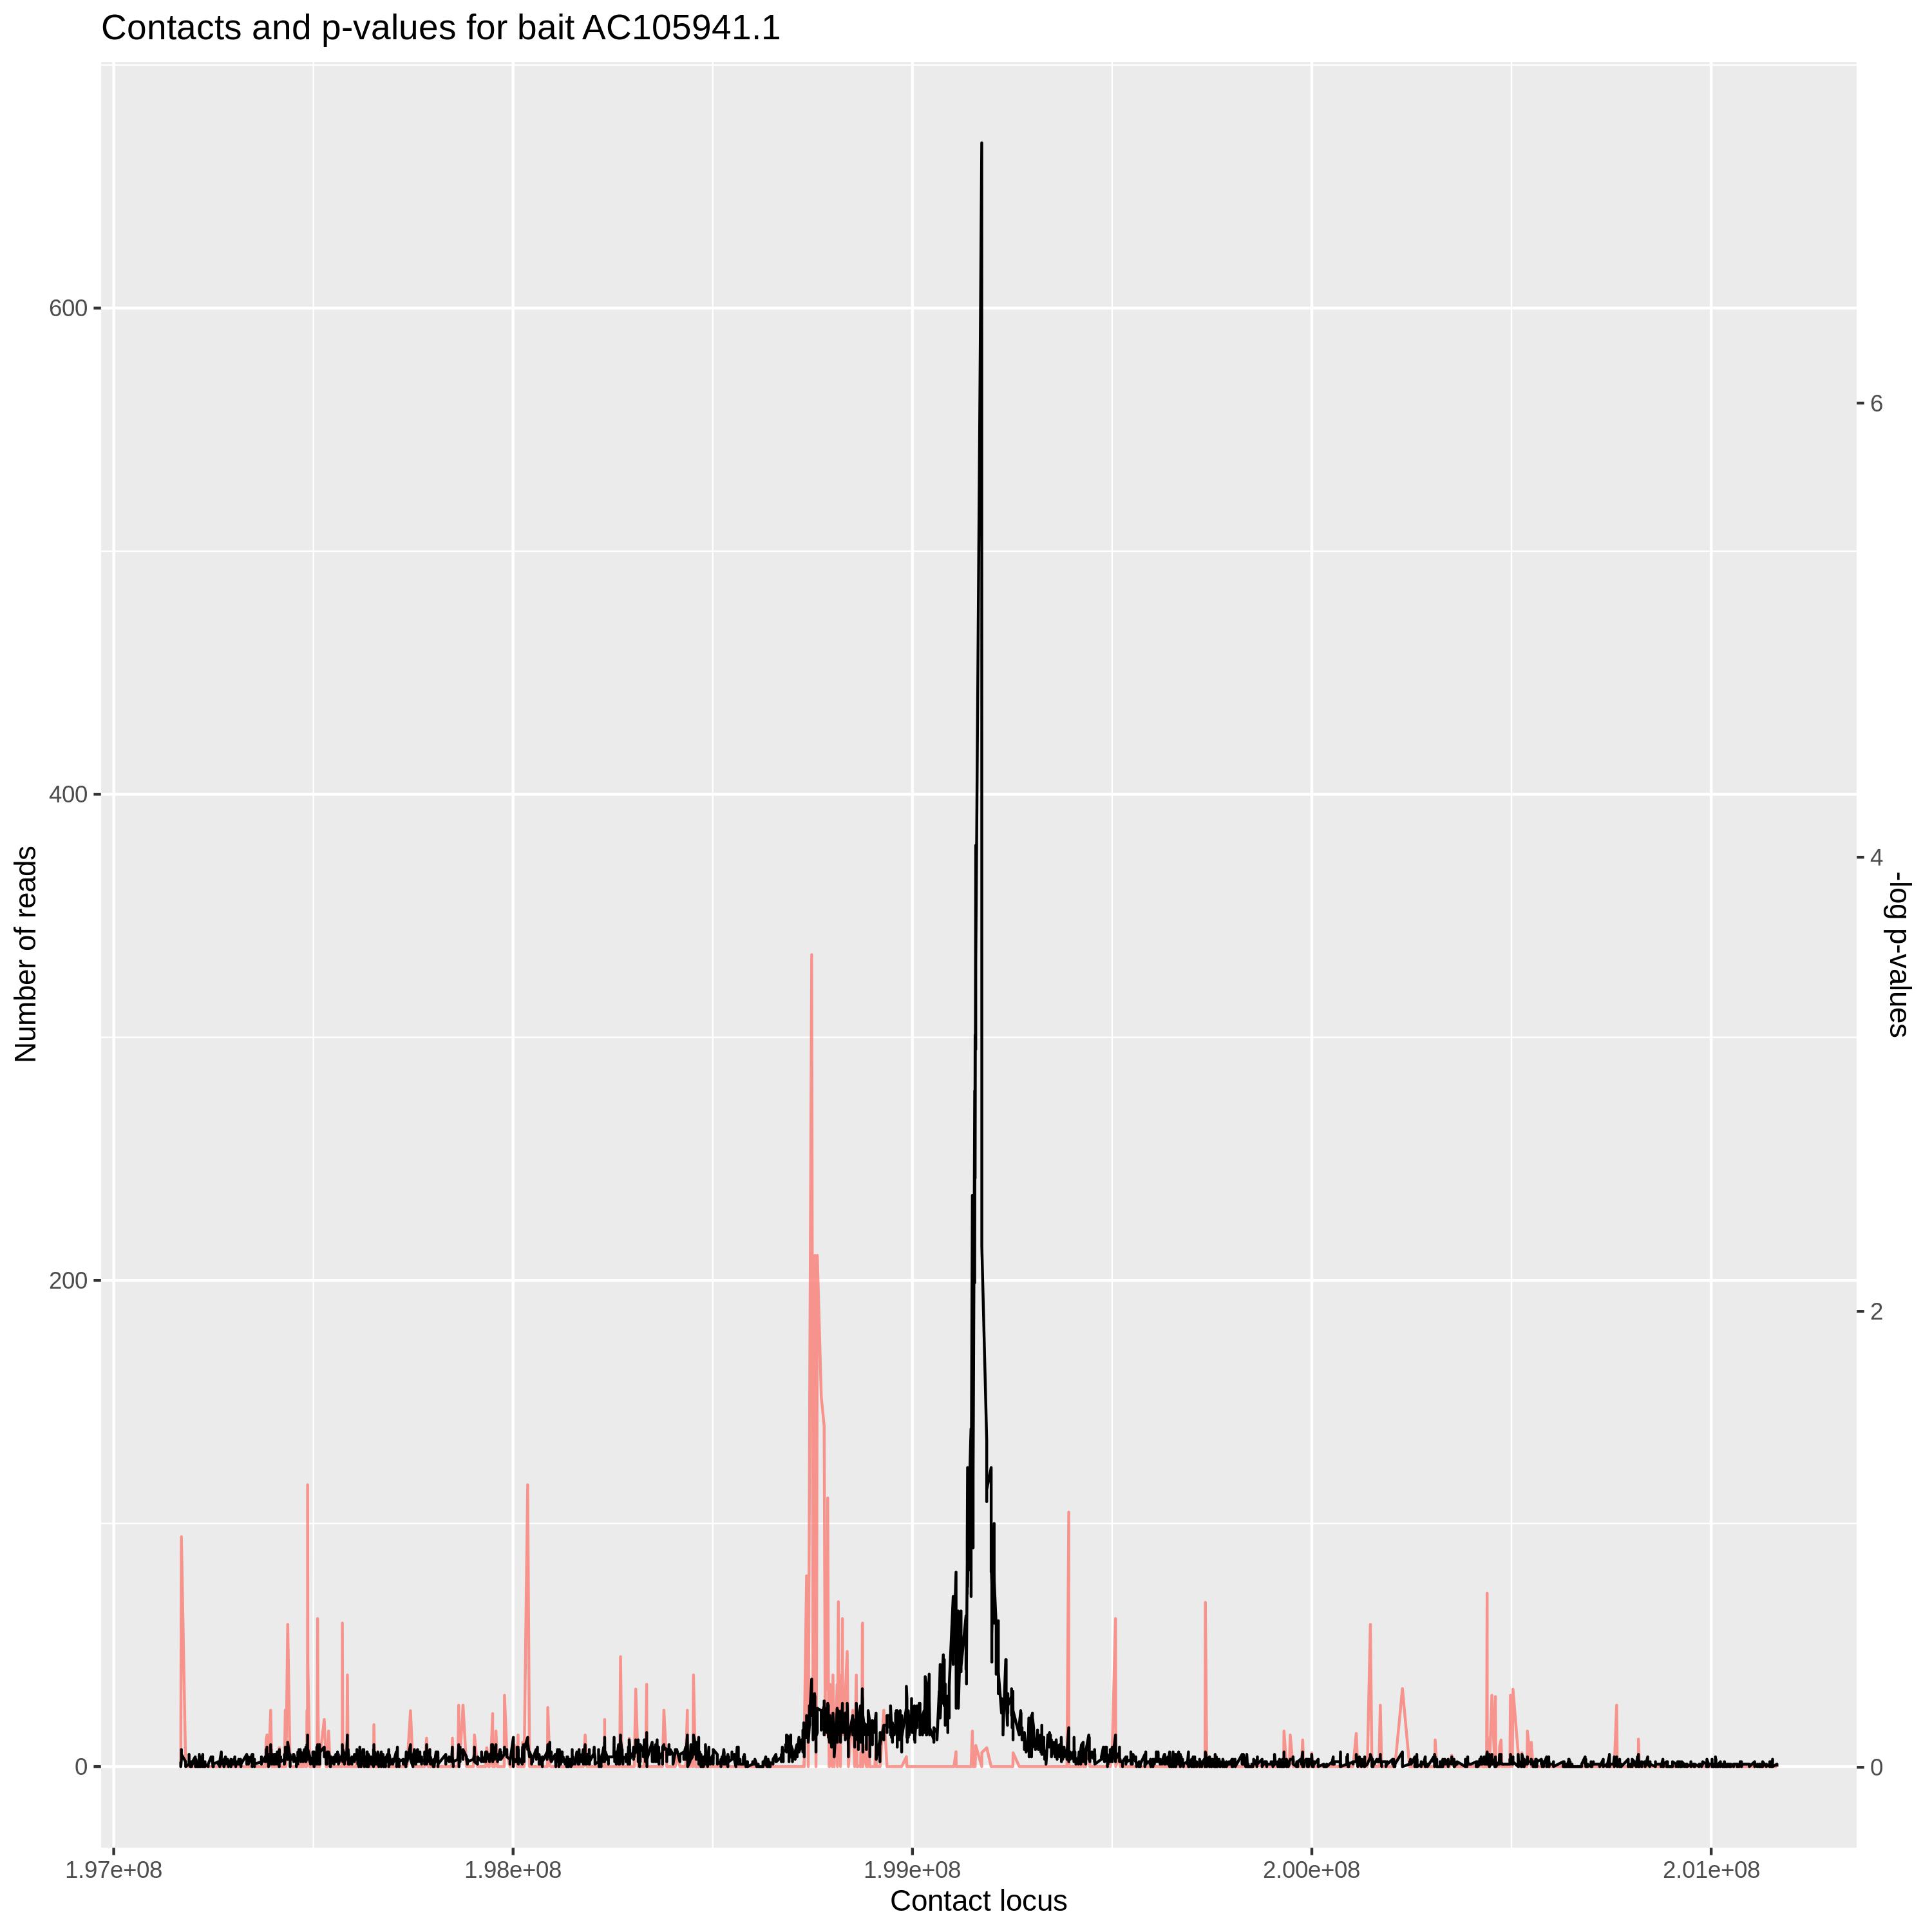 Contacts and p-values for bait AC105941.1
600
400
200
0
Number of reads
6
4
2
0
-log p-values
1.97e+08 1.98e+08 1.99e+08 2.00e+08 2.01e+08
Contact locus